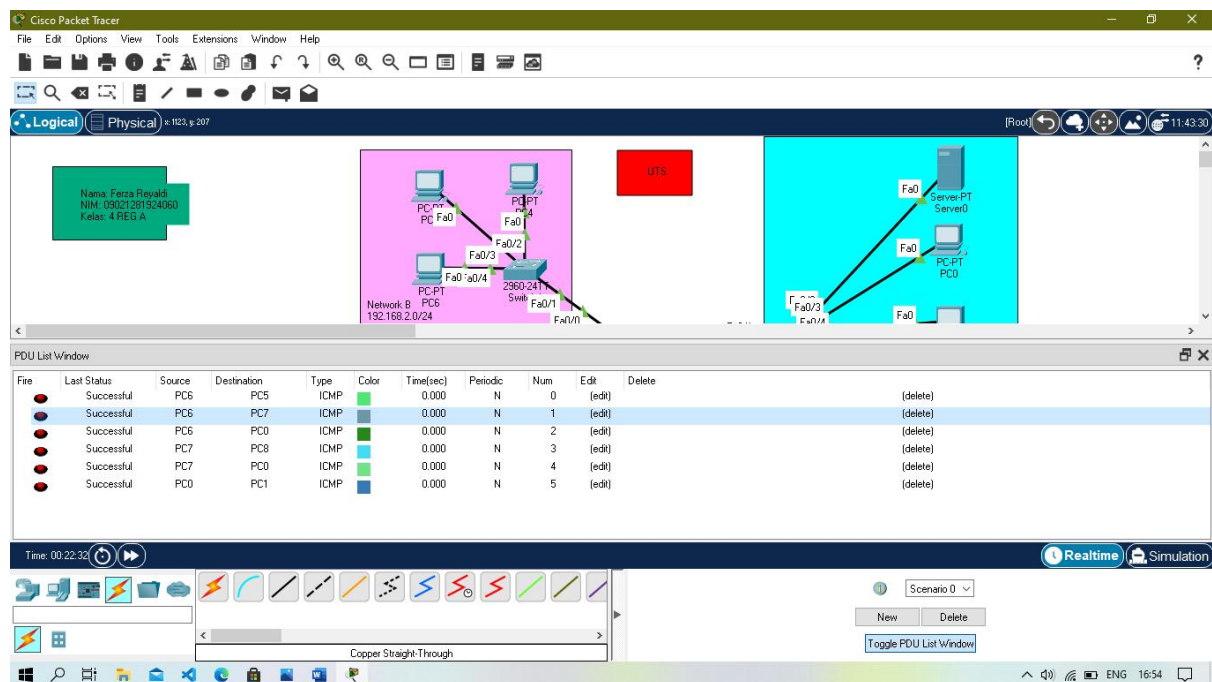 Cisco Packet Tracer
File Edit Options View Tools Extensions Window Help
?
Logical Physical x: 1123, y: 207 [Root] 11:43:30
Nama: Ferza Reyaldi
NIM: 09021281924060
Kelas: 4 REG A
UTS
PC-PT
PC
Fa0
PC-PT
Fa0
Fa0/2
Fa0/3
Fa0
PC-PT
PC6
2960-24TT
Fa0/1
Fa0/0
Network B
192.168.2.0/24
Fa0
Server-PT
Server0
Fa0
PC-PT
PC0
Fa0/3
Fa0/4
Fa0
PDU List Window
Fire Last Status Source Destination Type Color Time(sec) Periodic Num Edit Delete
Successful PC6 PC5 ICMP 0.000 N 0 (edit) (delete)
Successful PC6 PC7 ICMP 0.000 N 1 (edit) (delete)
Successful PC6 PC0 ICMP 0.000 N 2 (edit) (delete)
Successful PC7 PC8 ICMP 0.000 N 3 (edit) (delete)
Successful PC7 PC0 ICMP 0.000 N 4 (edit) (delete)
Successful PC0 PC1 ICMP 0.000 N 5 (edit) (delete)
Time: 00:22:32 Realtime Simulation
Scenario 0
New Delete
Toggle PDU List Window
Copper Straight-Through
ENG 16:54